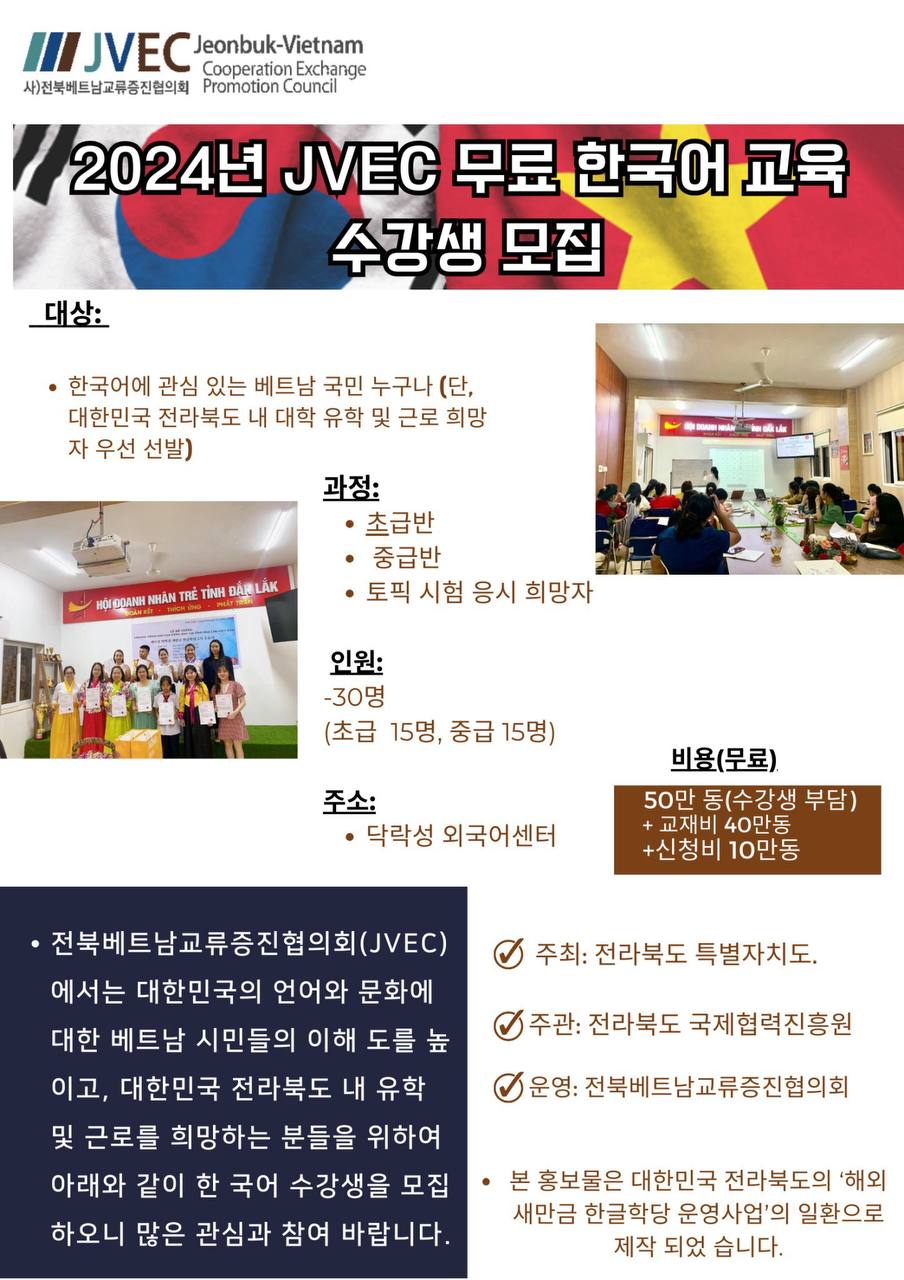 JVEC Jeonbuk-Vietnam
Cooperation Exchange
사)전북베트남교류증진협의회 Promotion Council
2024년 JVEC 무료 한국어 교육
수강생 모집
대상:
• 한국어에 관심 있는 베트남 국민 누구나 (단,
대한민국 전라북도 내 대학 유학 및 근로 희망
자 우선 선발)
HỘI DOANH NHÂN TRẺ TỈNH ĐẮK LẮK
과정:
• 초급반
• 중급반
• 토픽 시험 응시 희망자
HỘI DOANH NHÂN TRẺ TỈNH ĐẮK LẮK
ĐOÀN KẾT - THÍCH ỨNG - PHÁT TRIỂN
인원:
-30명
(초급 15명, 중급 15명)
주소:
• 닥락성 외국어센터
비용(무료)
50만 동(수강생 부담)
+ 교재비 40만동
+신청비 10만동
• 전북베트남교류증진협의회(JVEC)
에서는 대한민국의 언어와 문화에
대한 베트남 시민들의 이해 도를 높
이고, 대한민국 전라북도 내 유학
및 근로를 희망하는 분들을 위하여
아래와 같이 한 국어 수강생을 모집
하오니 많은 관심과 참여 바랍니다.
주최: 전라북도 특별자치도.
주관: 전라북도 국제협력진흥원
운영: 전북베트남교류증진협의회
• 본 홍보물은 대한민국 전라북도의 ‘해외
새만금 한글학당 운영사업’의 일환으로
제작 되었 습니다.